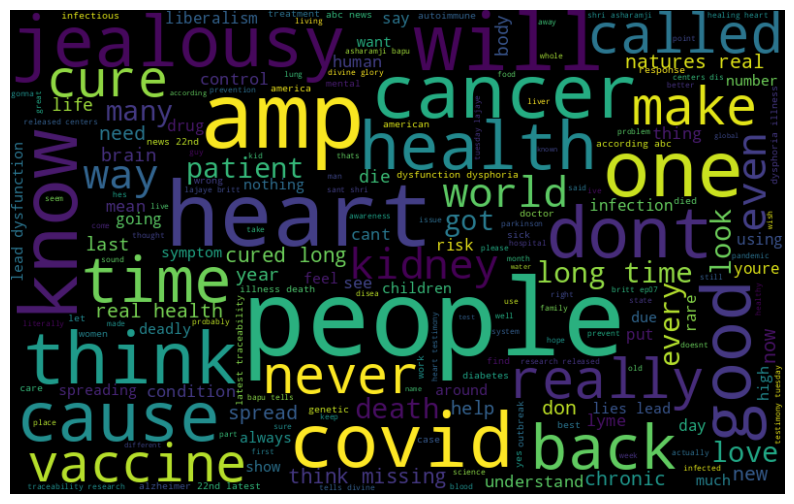 infectious
treatment
abc news
autoimmune
shri asharamji
healing heart
jealousy
will
called
liberalism
living
say
away
asharamji bapu
want
body
whole
point
divine glory
human
natures real
cure
according
lung
food
response
centers dis
gonna
prevention
control
america
mental
cancer
make
better
number
great
life
amp
released centers
many
drug
american
liver
health
tuesday lajaye
thing
problem
global
need
news 22nd
kid
thats
according abc
dysphoria illness
know
brain
patient
die
dysfunction dysphoria
one
even
way
wrong
lajaye britt
nothing
man
world
known
infection
said
died
wish
seem
hes
mean
live
sant shri
going
heart
got
awareness
issue
doctor
parkinson
look
using
lead dysfunction
last
come
thought
take
cant
risk
sick
hospital
dont
pandemic
symptom
cured long
please
youre
time
sound
year
feel
see
kidney
month
water
long time
still
real health
illness death
children
disea
britt ep07
every
rare
due
literally
let
women
made
deadly
probably
people
use
right
state
put
now
healthy
test
well
family
prevent
doesnt
think
latest traceability
heart testimony
system
hope
high
care
spreading
condition
bapu tells
never
work
find
research released
old
good
testimony tuesday
around
diabetes
really
cause
name
place
genetic
keep
death
help
don
lies lead
spread
lyme
day
part
sure
always
case
covid
yes
outbreak
best
actually
love
vaccine
different
first
show
week
infected
think missing
science
back
chronic
much
new
traceability research
alzheimer
22nd latest
tells divine
blood
understand